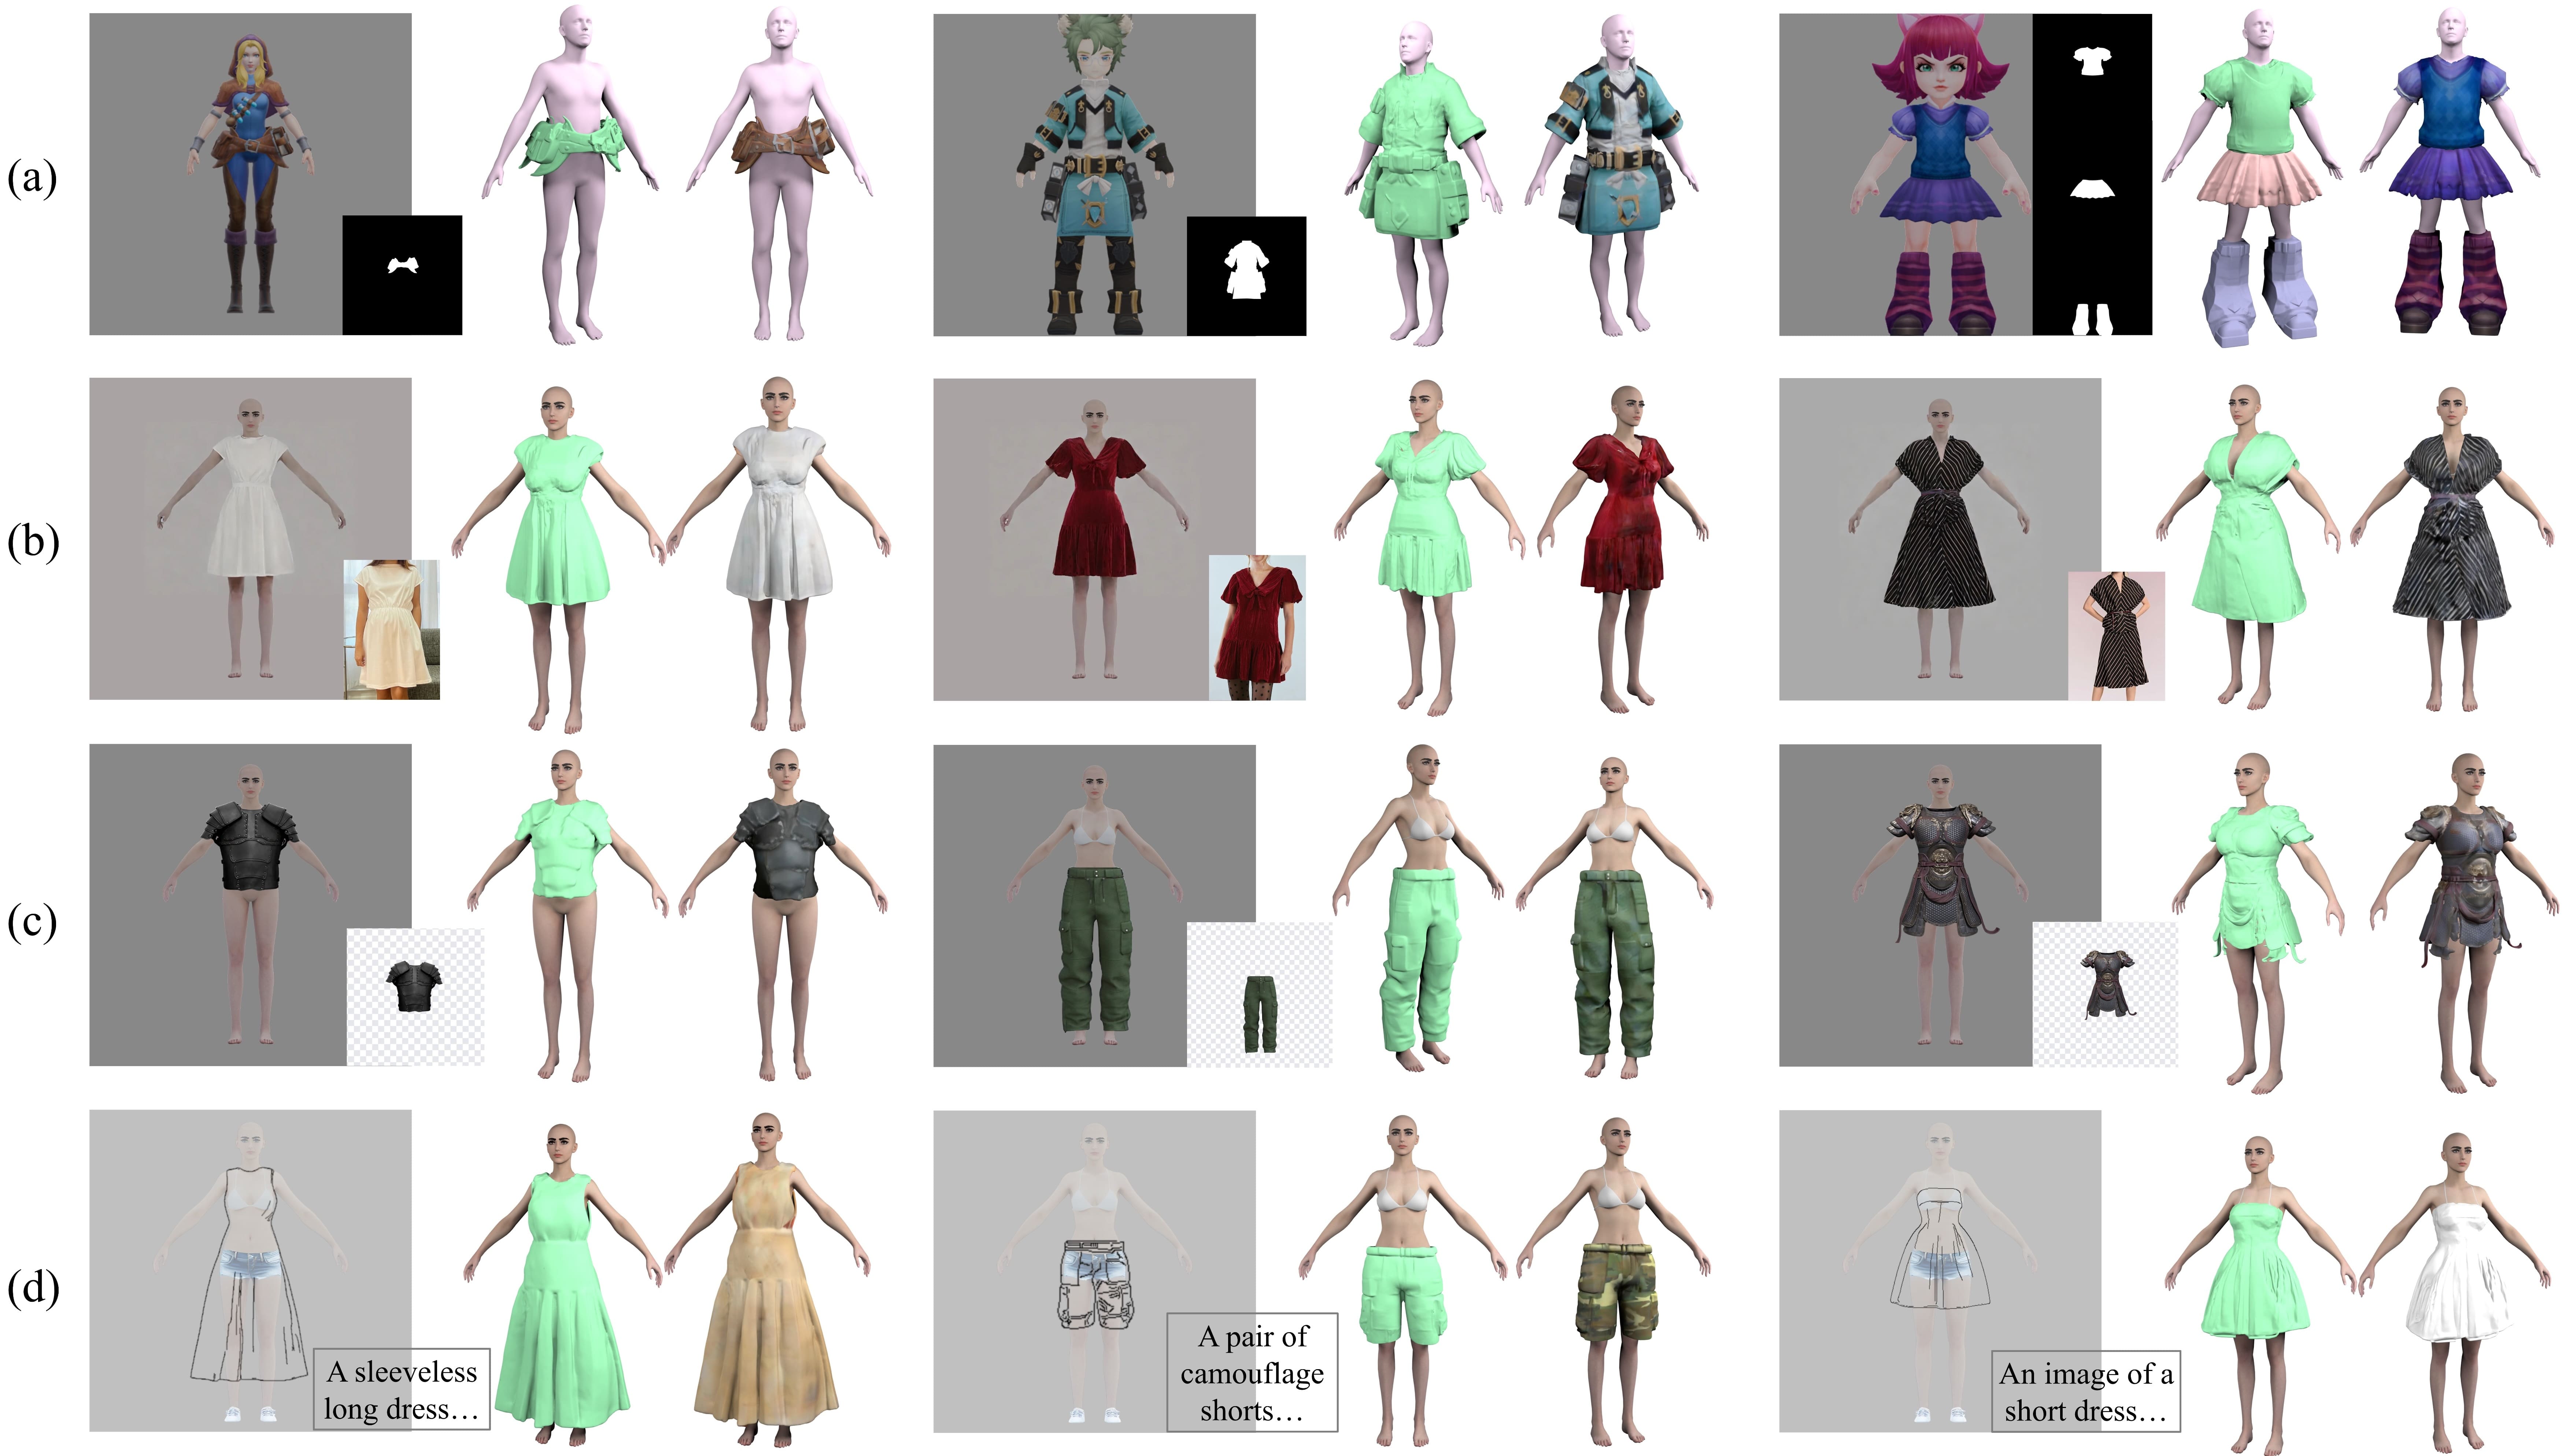 (a)
(b)
(c)
(d)
A sleeveless
long dress…
A pair of
camouflage
shorts…
An image of a
short dress…